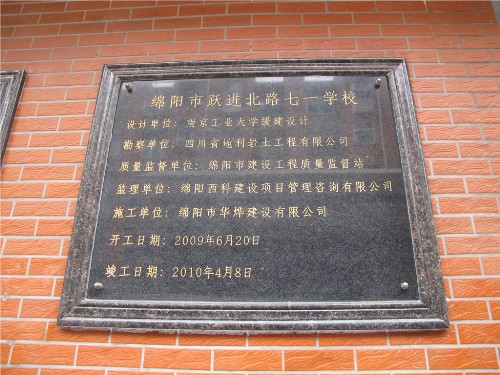 绵阳市跃进北路七一学校
设计单位：南京工业大学援建设计
勘察单位：四川省地利岩土工程有限公司
质量监督单位：绵阳市建设工程质量监督站
监理单位：绵阳西科建设项目管理咨询有限公司
施工单位：绵阳市华烨建设有限公司
开工日期：2009年6月20日
竣工日期：2010年4月8日